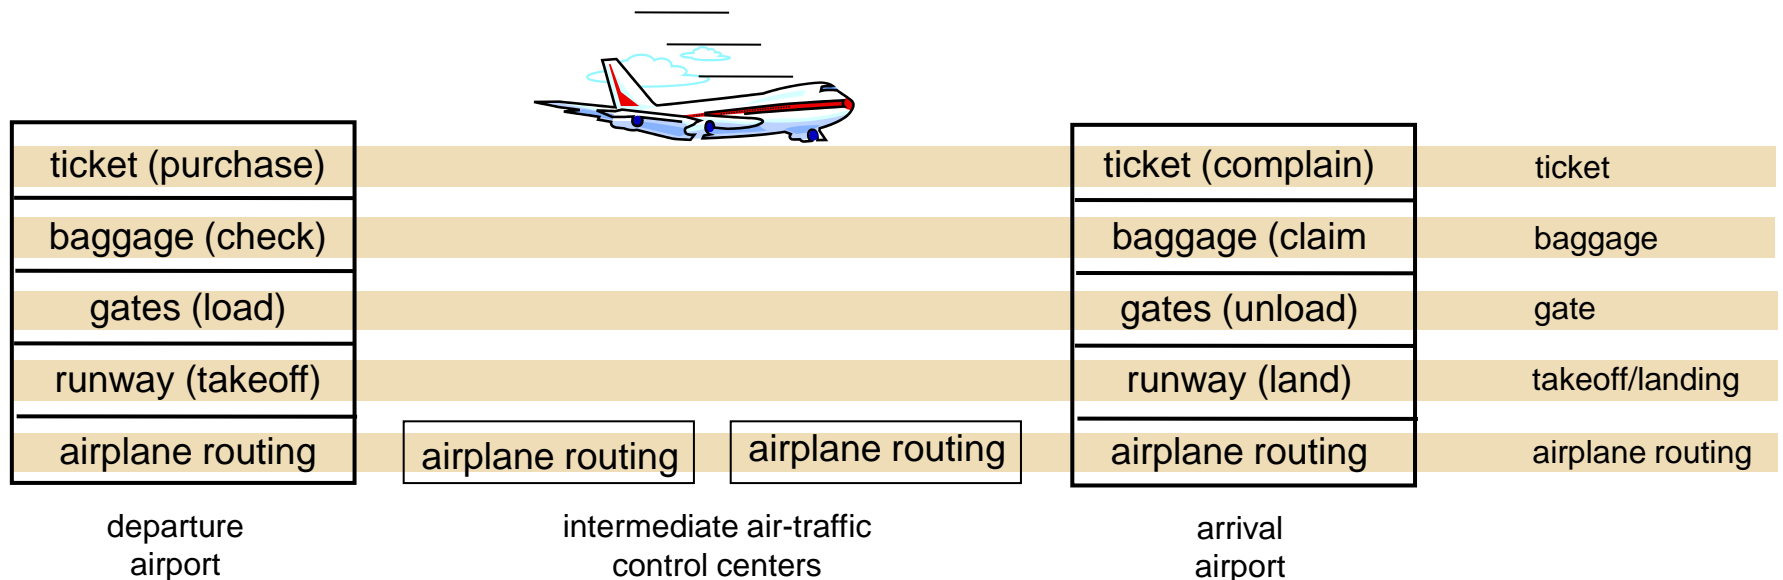 ticket (purchase)
ticket (complain)
ticket
baggage (check)
baggage (claim
baggage
gates (load)
gates (unload)
gate
runway (takeoff)
runway (land)
takeoff/landing
airplane routing
airplane routing
airplane routing
airplane routing
airplane routing
departure
airport
intermediate air-traffic
control centers
arrival
airport